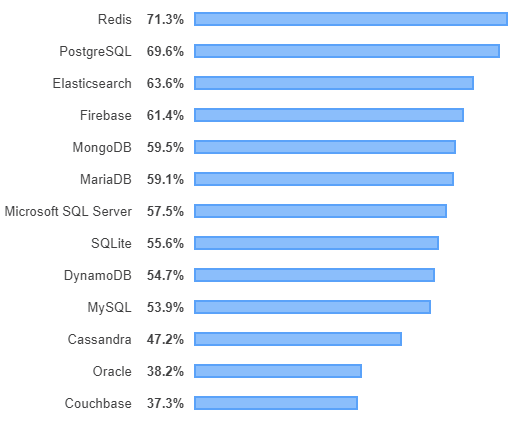 Redis 71.3%
PostgreSQL 69.6%
Elasticsearch 63.6%
Firebase 61.4%
MongoDB 59.5%
MariaDB 59.1%
Microsoft SQL Server 57.5%
SQLite 55.6%
DynamoDB 54.7%
MySQL 53.9%
Cassandra 47.2%
Oracle 38.2%
Couchbase 37.3%